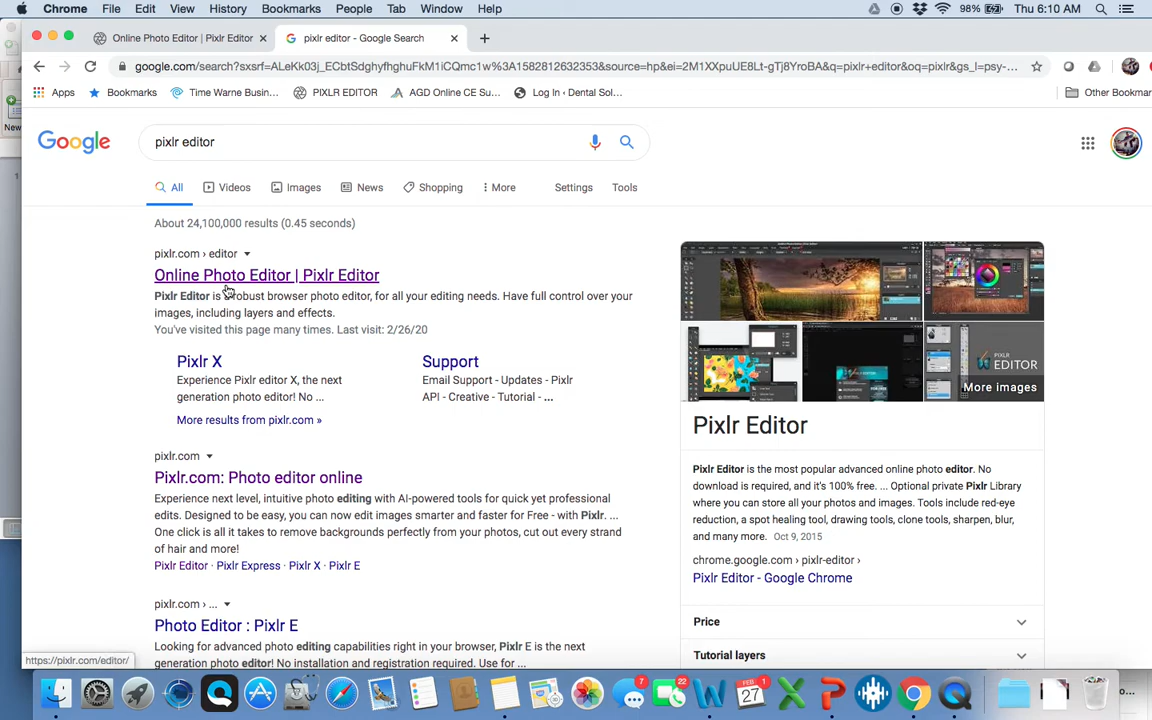 Chrome File Edit View History Bookmarks People Tab Window Help 98% Thu 6:10 AM
Online Photo Editor | Pixlr Editor × pixlr editor - Google Search × +
google.com/search?sxsrf=ALeKk03j_ECbtSdghyfhghuFkM1iCQmc1w%3A1582812632353&source=hp&ei=2M1XXpuUE8Lt-gTj8YroBA&q=pixlr+editor&oq=pixlr&gs_l=psy-...
Apps Bookmarks Time Warner Busin... PIXLR EDITOR AGD Online CE Su... Log In ‹ Dental Sol... Other Bookmar
New
Google pixlr editor
All Videos Images News Shopping More Settings Tools
About 24,100,000 results (0.45 seconds)
pixlr.com › editor
Online Photo Editor | Pixlr Editor
Pixlr Editor is robust browser photo editor, for all your editing needs. Have full control over your
images, including layers and effects.
You've visited this page many times. Last visit: 2/26/20
Pixlr X
Experience Pixlr editor X, the next
generation photo editor! No ...
Support
Email Support - Updates - Pixlr
API - Creative - Tutorial - ...
More results from pixlr.com »
pixlr.com
Pixlr.com: Photo editor online
Experience next level, intuitive photo editing with AI-powered tools for quick yet professional
edits. Designed to be easy, you can now edit images smarter and faster for Free - with Pixlr. ...
One click is all it takes to remove backgrounds perfectly from your photos, cut out every strand
of hair and more!
Pixlr Editor · Pixlr Express · Pixlr X · Pixlr E
pixlr.com › ...
Photo Editor : Pixlr E
Looking for advanced photo editing capabilities right in your browser, Pixlr E is the next
generation photo editor! No installation and registration required. Use for ...
https://pixlr.com/editor/
PIXLR
EDITOR
More images
Pixlr Editor
Pixlr Editor is the most popular advanced online photo editor. No
download is required, and it's 100% free. ... Optional private Pixlr Library
where you can store all your photos and images. Tools include red-eye
reduction, a spot healing tool, drawing tools, clone tools, sharpen, blur,
and many more. Oct 9, 2015
chrome.google.com › pixlr-editor ›
Pixlr Editor - Google Chrome
Price
Tutorial layers
7 22 FEB 27 1